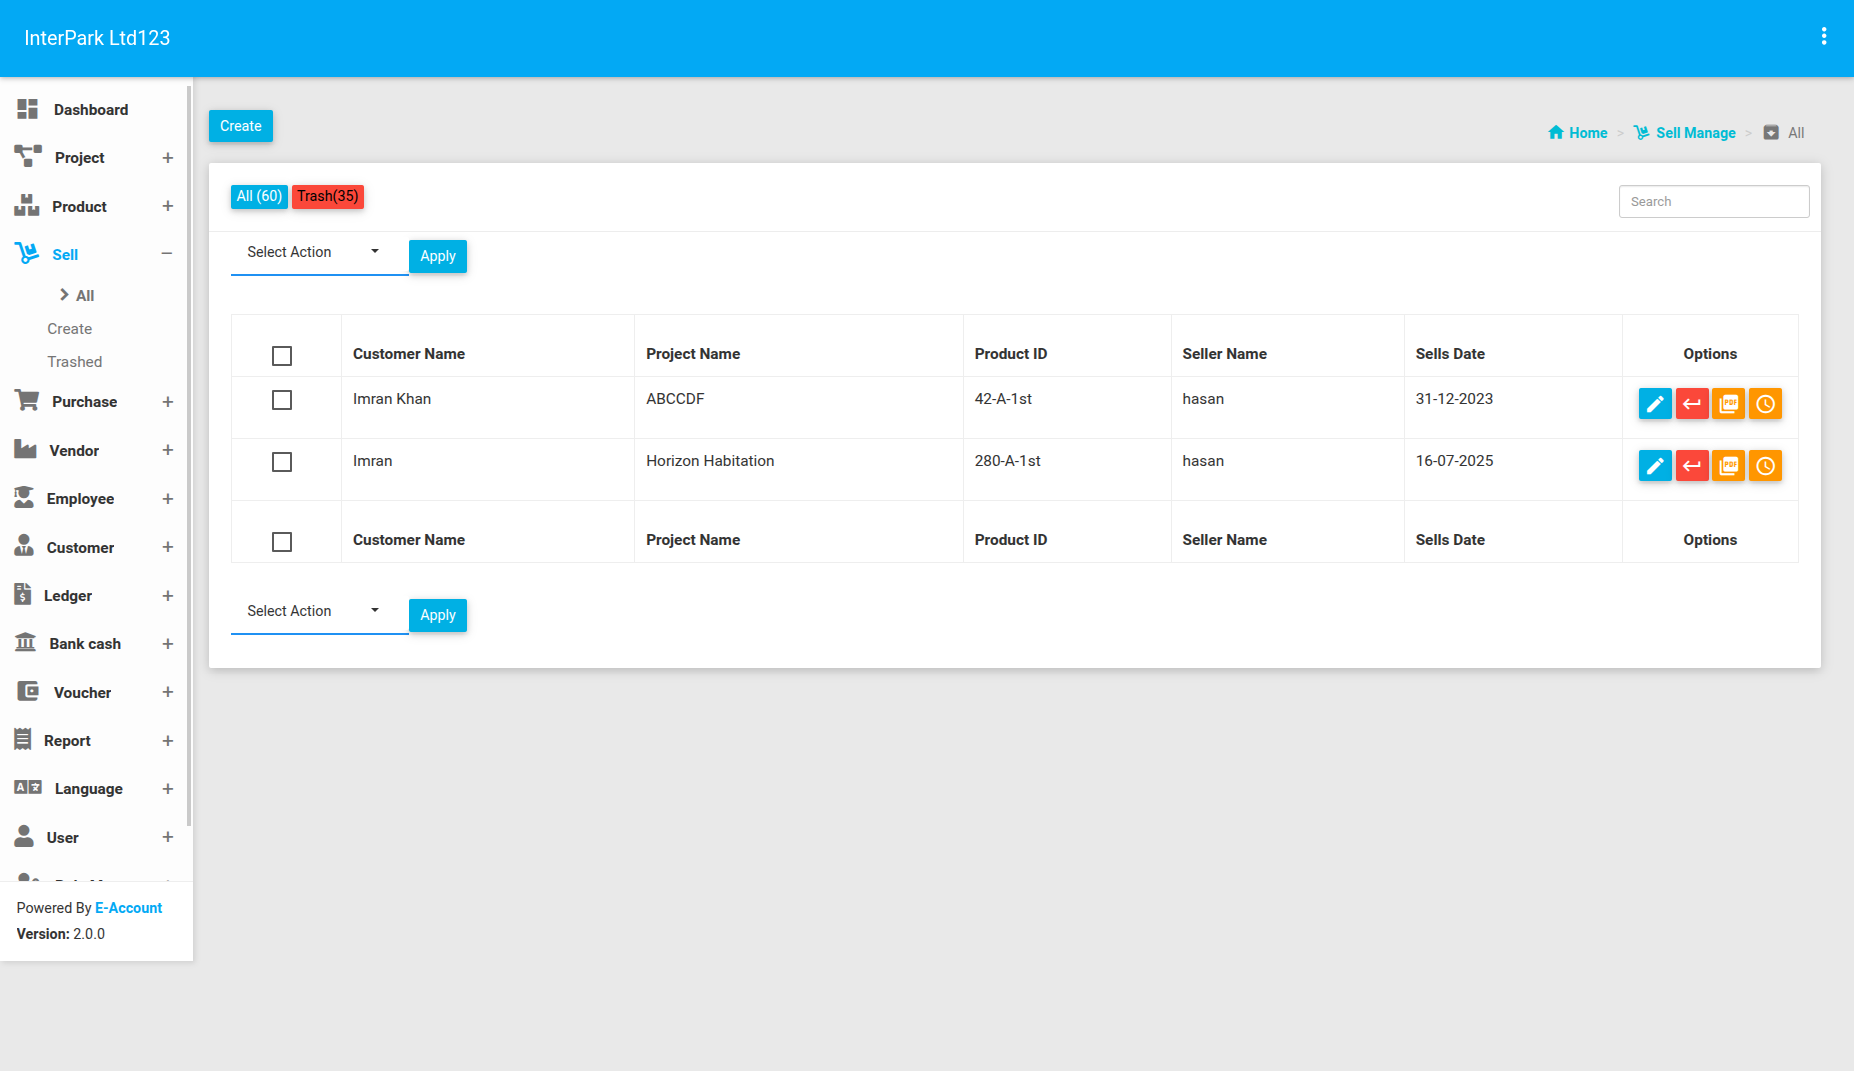 InterPark Ltd123
Dashboard
Project
Product
Sell
All
Create
Trashed
Purchase
Vendor
Employee
Customer
Ledger
Bank cash
Voucher
Report
Language
User
Powered By E-Account
Version: 2.0.0
Create
Home > Sell Manage > All
All (60) Trash(35)
Search
Select Action Apply
Customer Name Project Name Product ID Seller Name Sells Date Options
Imran Khan ABCCDF 42-A-1st hasan 31-12-2023
Imran Horizon Habitation 280-A-1st hasan 16-07-2025
Customer Name Project Name Product ID Seller Name Sells Date Options
Select Action Apply